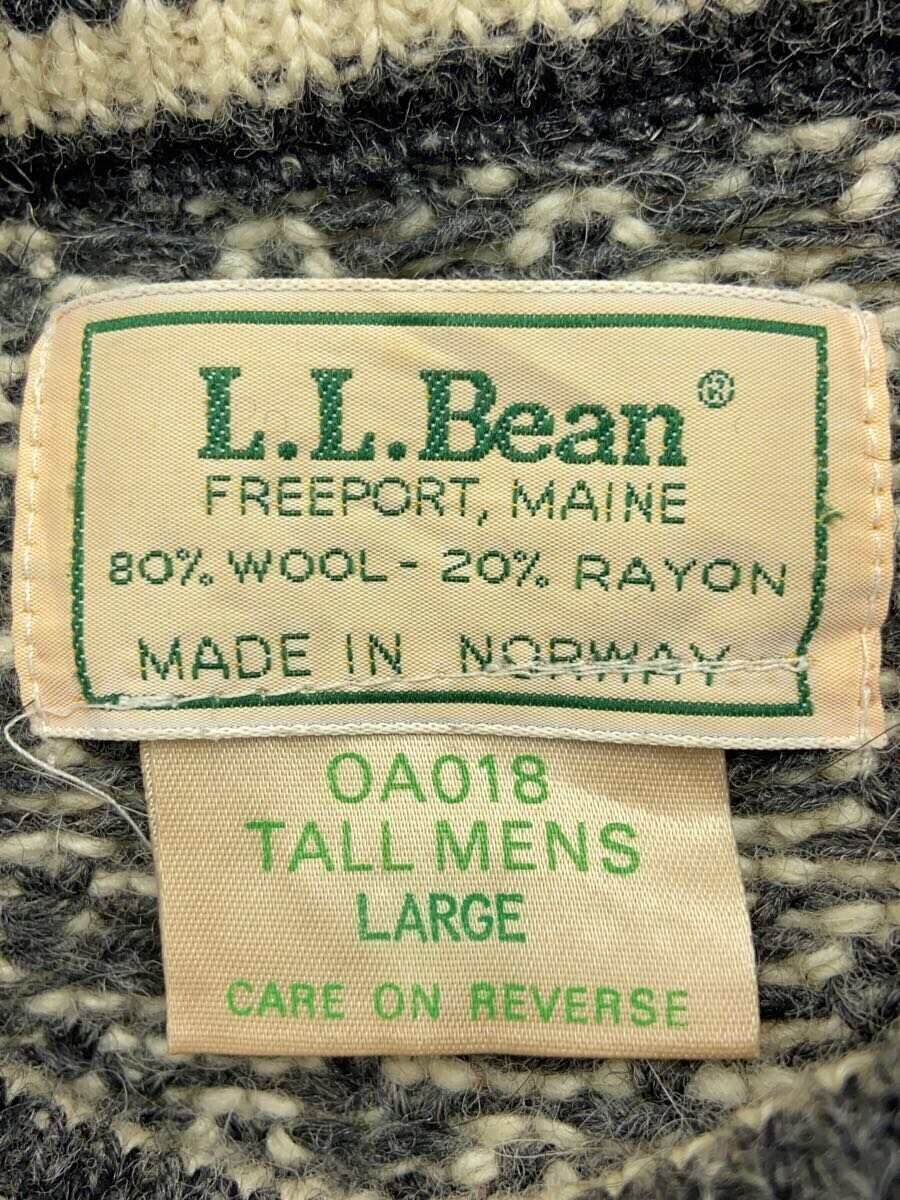 L.L.Bean®
FREEPORT, MAINE
80% WOOL - 20% RAYON
MADE IN NORWAY
OA018
TALL MENS
LARGE
CARE ON REVERSE